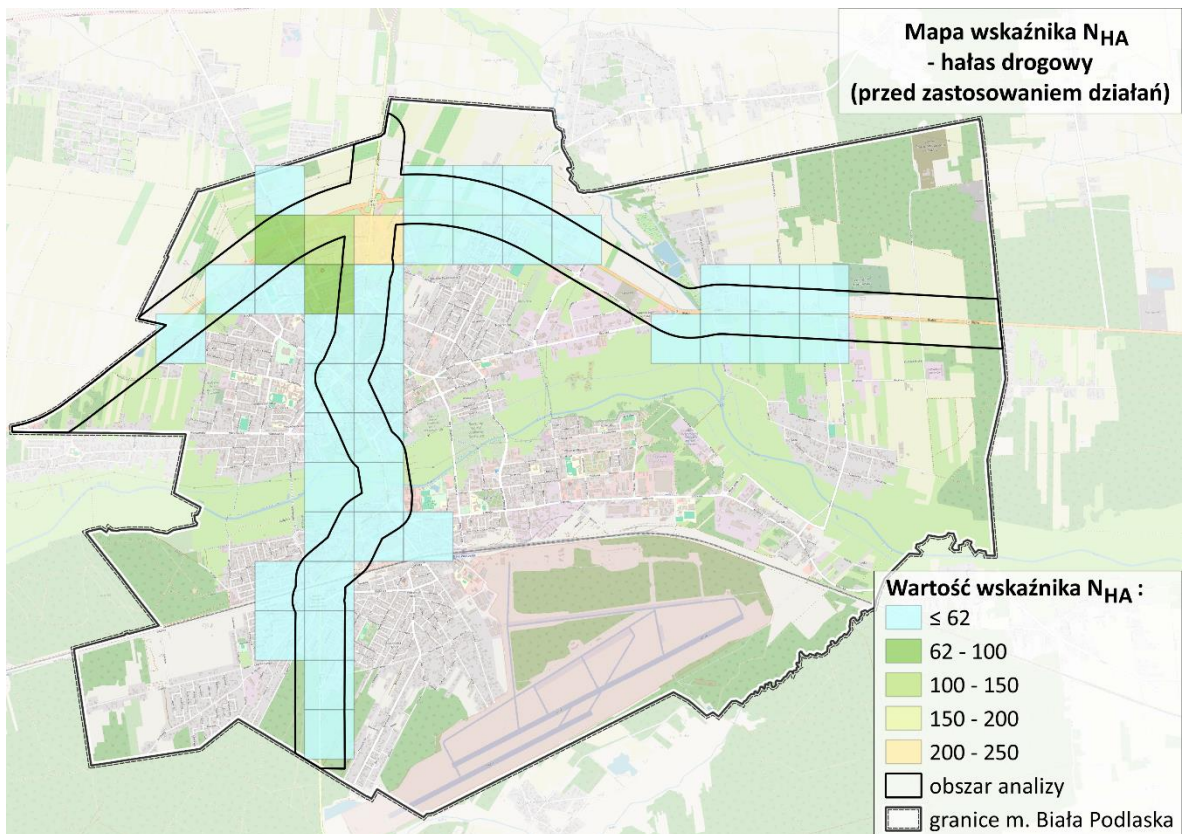 Mapa wskaźnika NHA
- hałas drogowy
(przed zastosowaniem działań)
Wartość wskaźnika NHA :
≤ 62
62 - 100
100 - 150
150 - 200
200 - 250
obszar analizy
granice m. Biała Podlaska